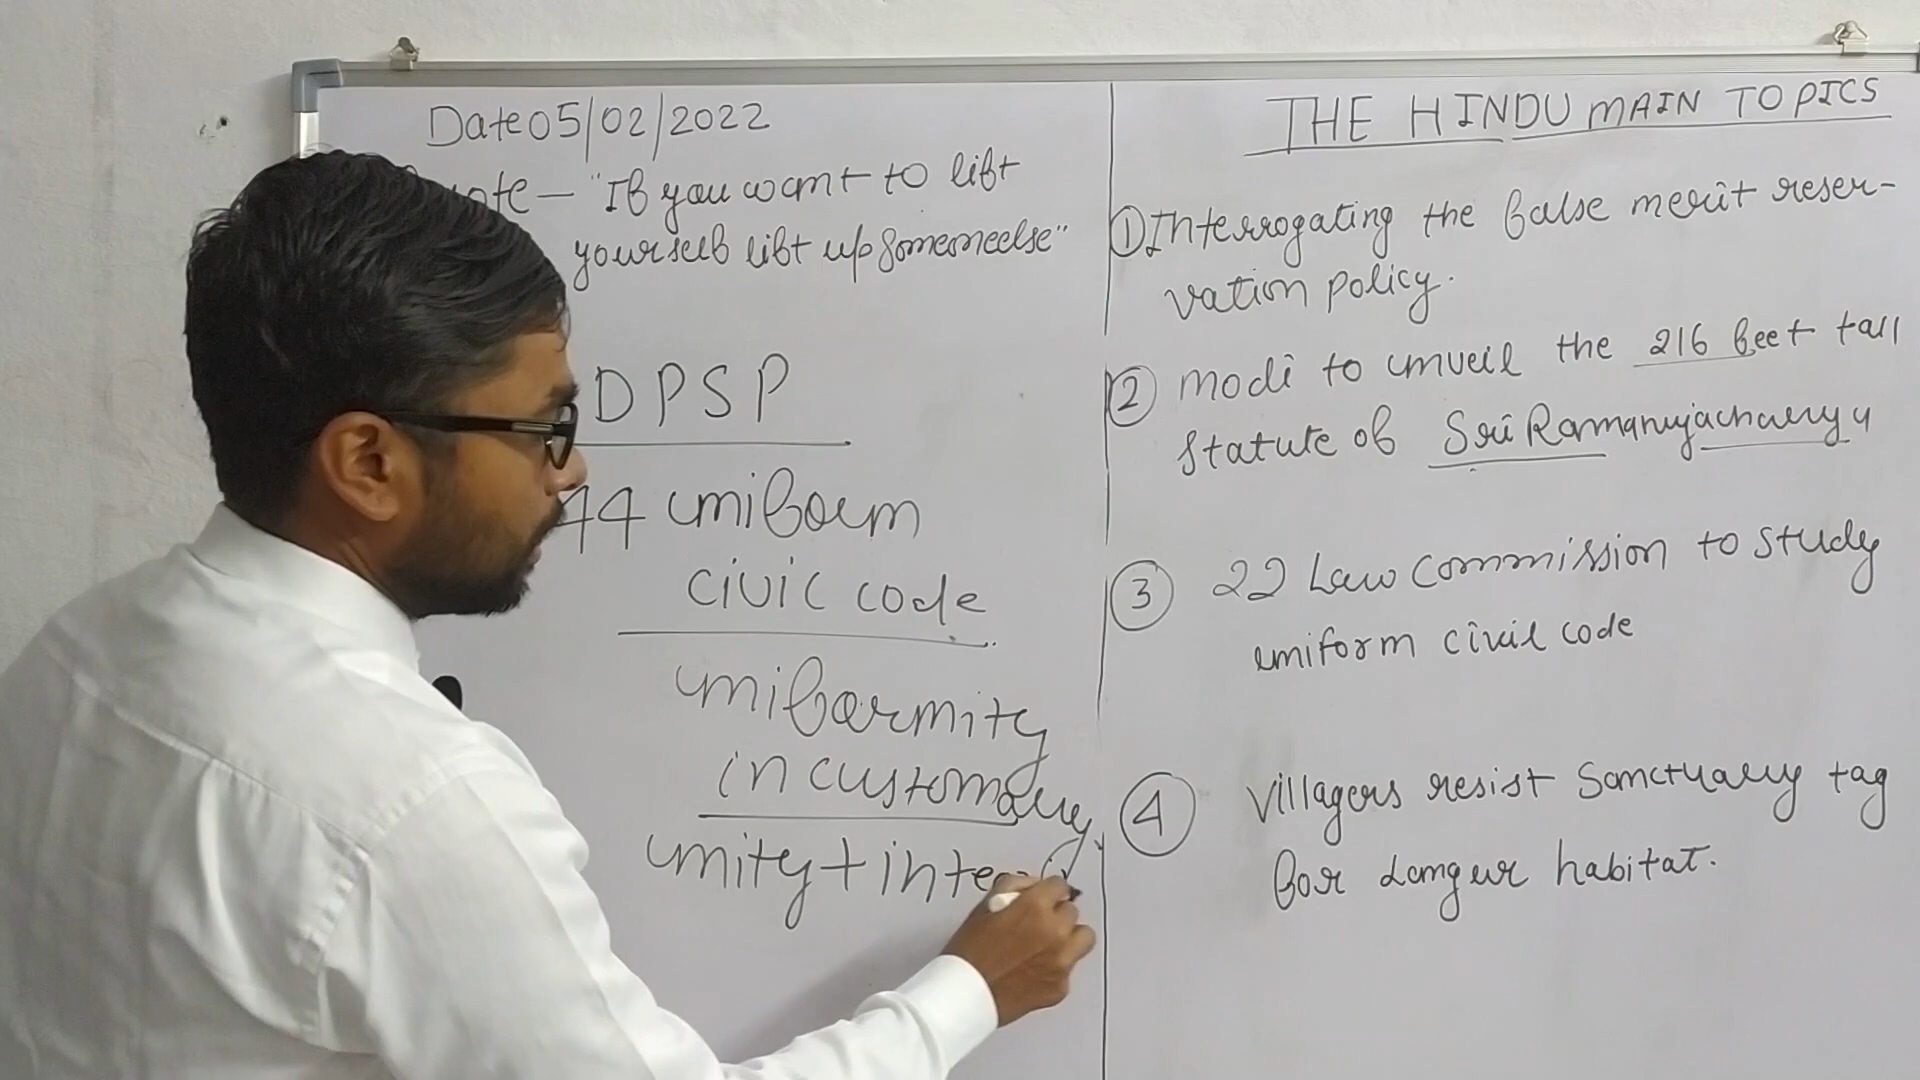 Date 05/02/2022
"If you want to lift
yourself lift up someoneelse"
DPSP
44 uniform
civic code
uniformity
in customary
unity +
THE HINDU MAIN TOPICS
① Interrogating the false merit reser-
vation policy.
② modi to unveil the 216 feet tall
statute of Sri Ramanujacharya
③ 22 Law Commission to study
uniform civil code
④ villagers resist Sanctuary tag
for langur habitat.